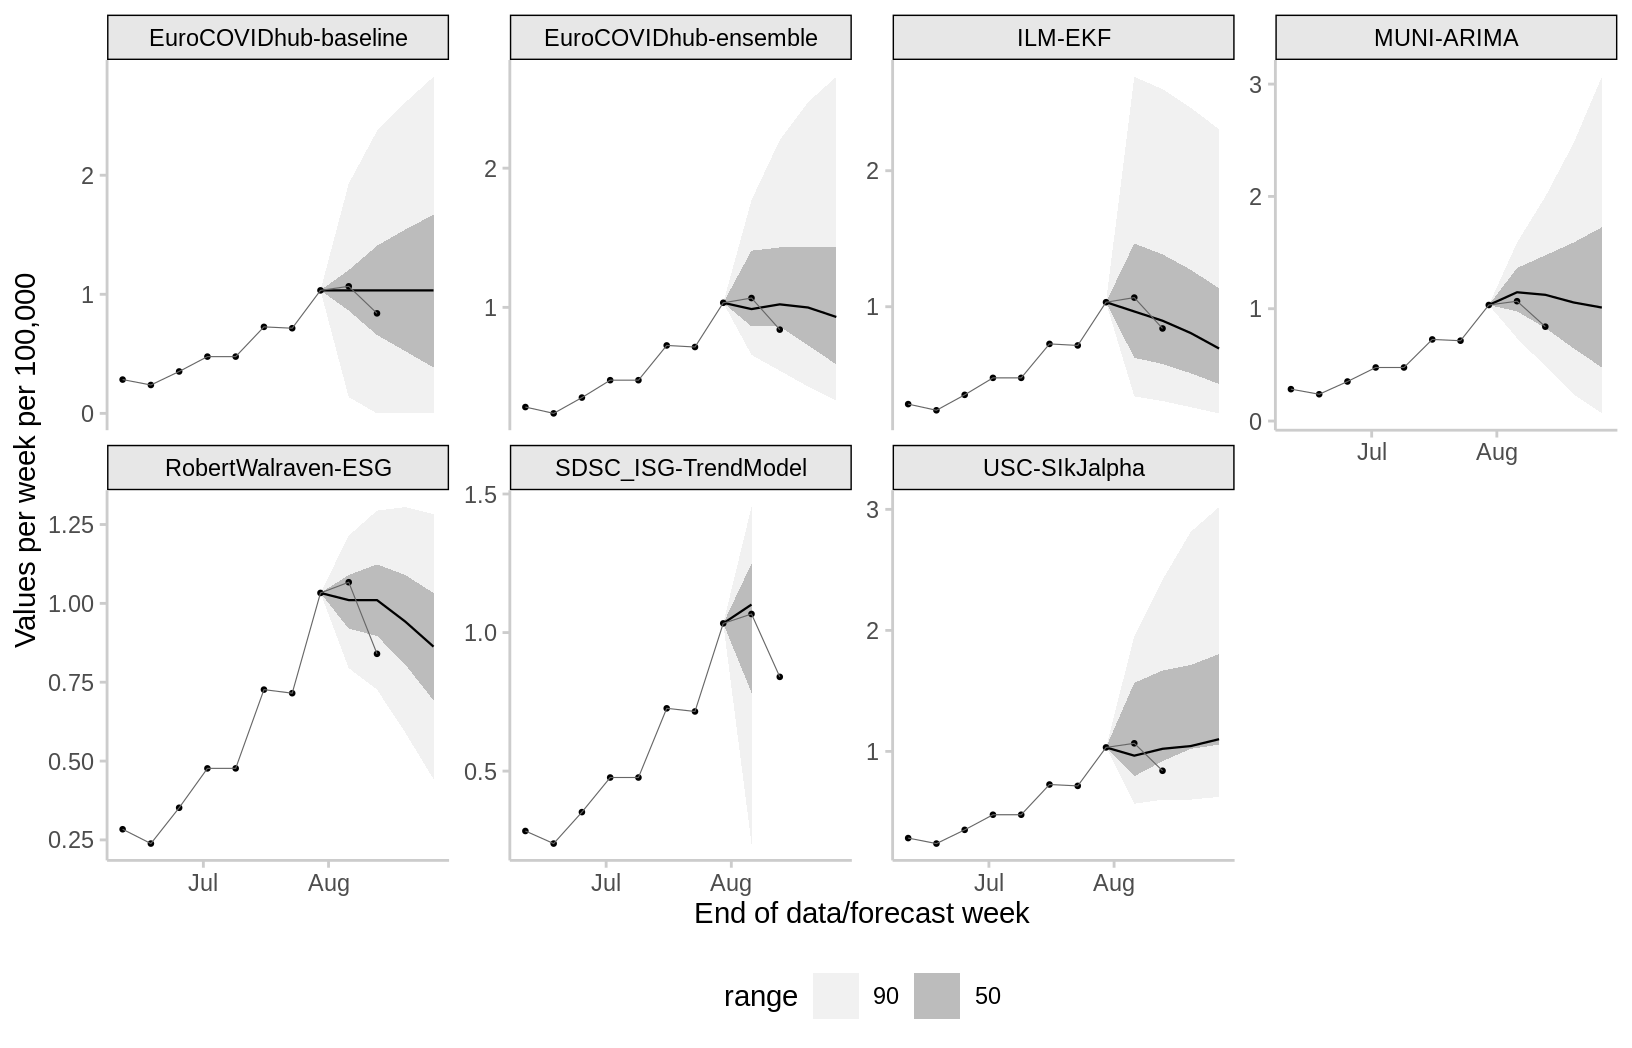 EuroCOVIDhub-baseline
EuroCOVIDhub-ensemble
ILM-EKF
MUNI-ARIMA
2
1
0
2
1
2
1
3
2
1
0
Jul Aug
Values per week per 100,000
RobertWalraven-ESG
SDSC_ISG-TrendModel
USC-SIkJalpha
1.25
1.00
0.75
0.50
0.25
1.5
1.0
0.5
3
2
1
Jul Aug
Jul Aug
Jul Aug
End of data/forecast week
range 90 50